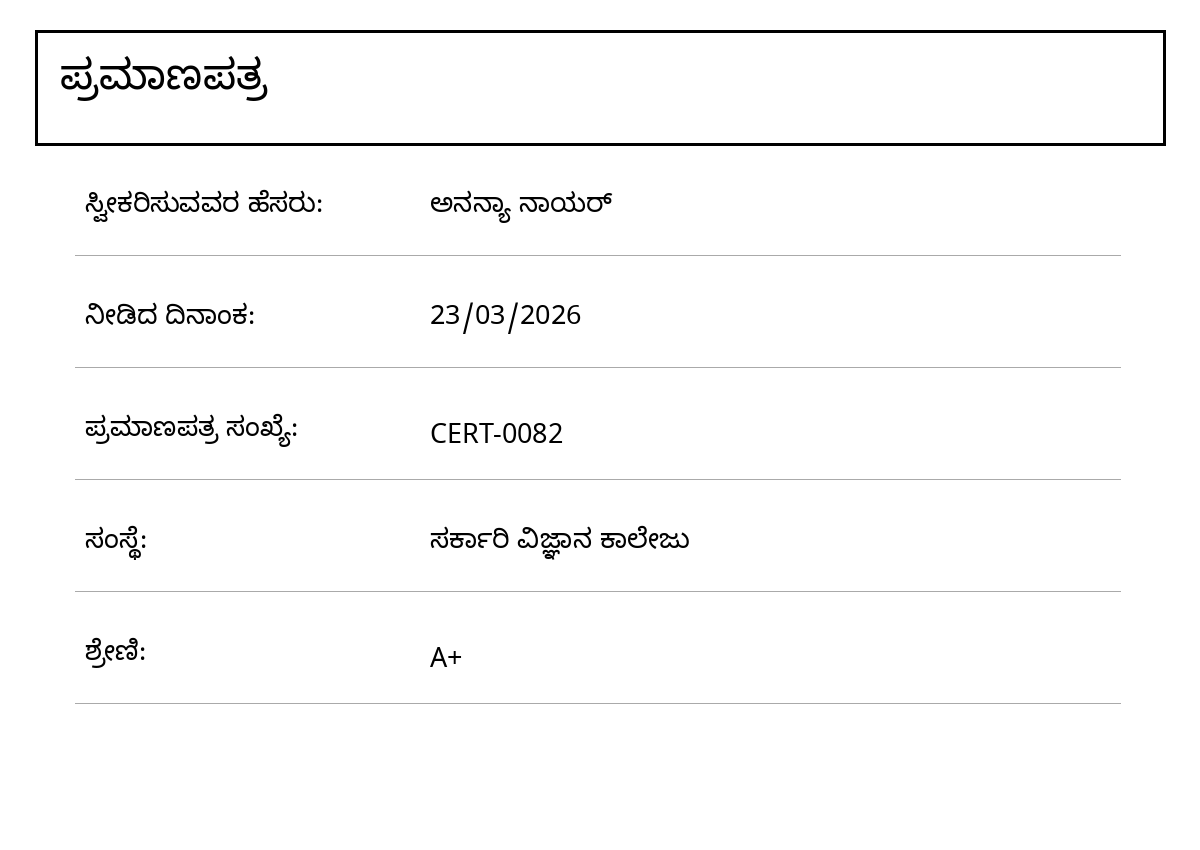 ಪ್ರಮಾಣಪತ್ರ
ಸ್ವೀಕರಿಸುವವರ ಹೆಸರು: ಅನನ್ಯಾ ನಾಯರ್
ನೀಡಿದ ದಿನಾಂಕ: 23/03/2026
ಪ್ರಮಾಣಪತ್ರ ಸಂಖ್ಯೆ: CERT-0082
ಸಂಸ್ಥೆ: ಸರ್ಕಾರಿ ವಿಜ್ಞಾನ ಕಾಲೇಜು
ಶ್ರೇಣಿ: A+